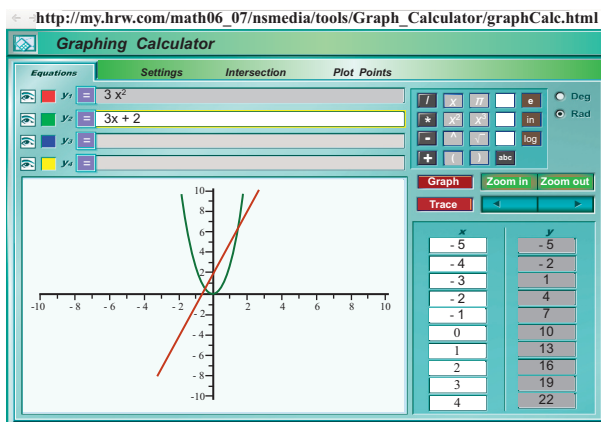 http://my.hrw.com/math06_07/nsmedia/tools/Graph_Calculator/graphCalc.html
Graphing Calculator
Equations Settings Intersection Plot Points
y₁ = 3 x²
y₂ = 3x + 2
y₃ =
y₄ =
/ x π e Deg
* x² x³ in Rad
- ^ √ log
+ ( ) abc
Graph Zoom in Zoom out
Trace
x y
- 5 - 5
- 4 - 2
- 3 1
- 2 4
- 1 7
0 10
1 13
2 16
3 19
4 22
10
8
6
4
2
-10 - 8 - 6 - 4 - 2 0 2 4 6 8 10
- 2
- 4
- 6
- 8
-10